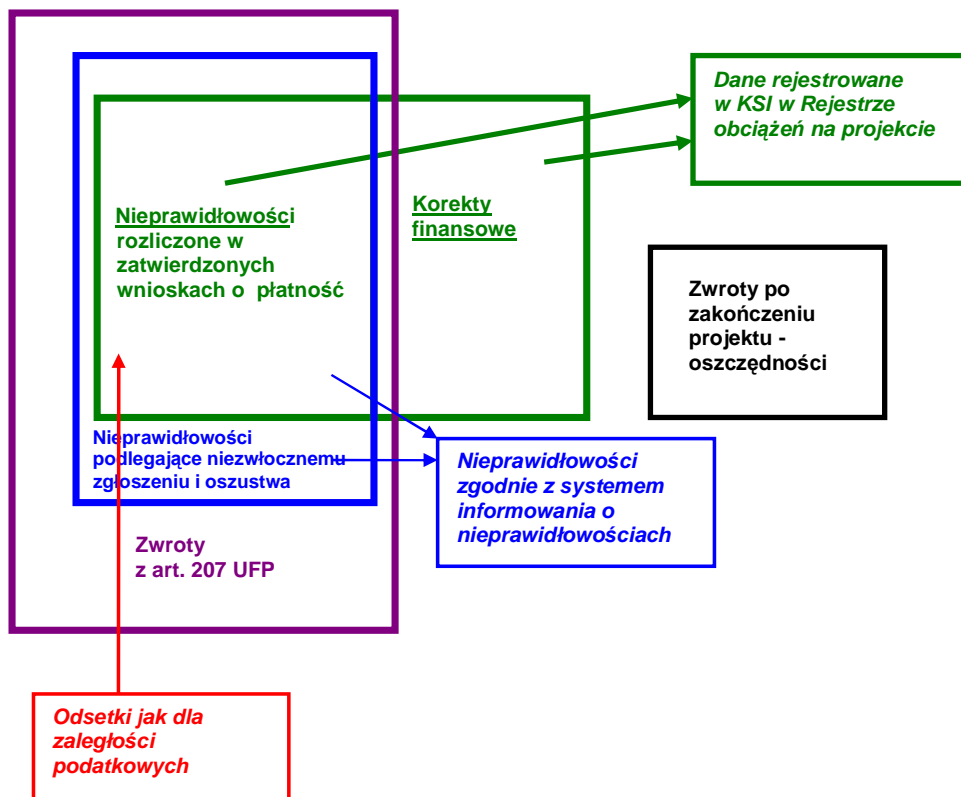 Dane rejestrowane
w KSI w Rejestrze
obciążeń na projekcie
Nieprawidłowości
rozliczone w
zatwierdzonych
wnioskach o płatność
Korekty
finansowe
Zwroty po
zakończeniu
projektu -
oszczędności
Nieprawidłowości
podlegające niezwłocznemu
zgłoszeniu i oszustwa
Nieprawidłowości
zgodnie z systemem
informowania o
nieprawidłowościach
Zwroty
z art. 207 UFP
Odsetki jak dla
zaległości
podatkowych